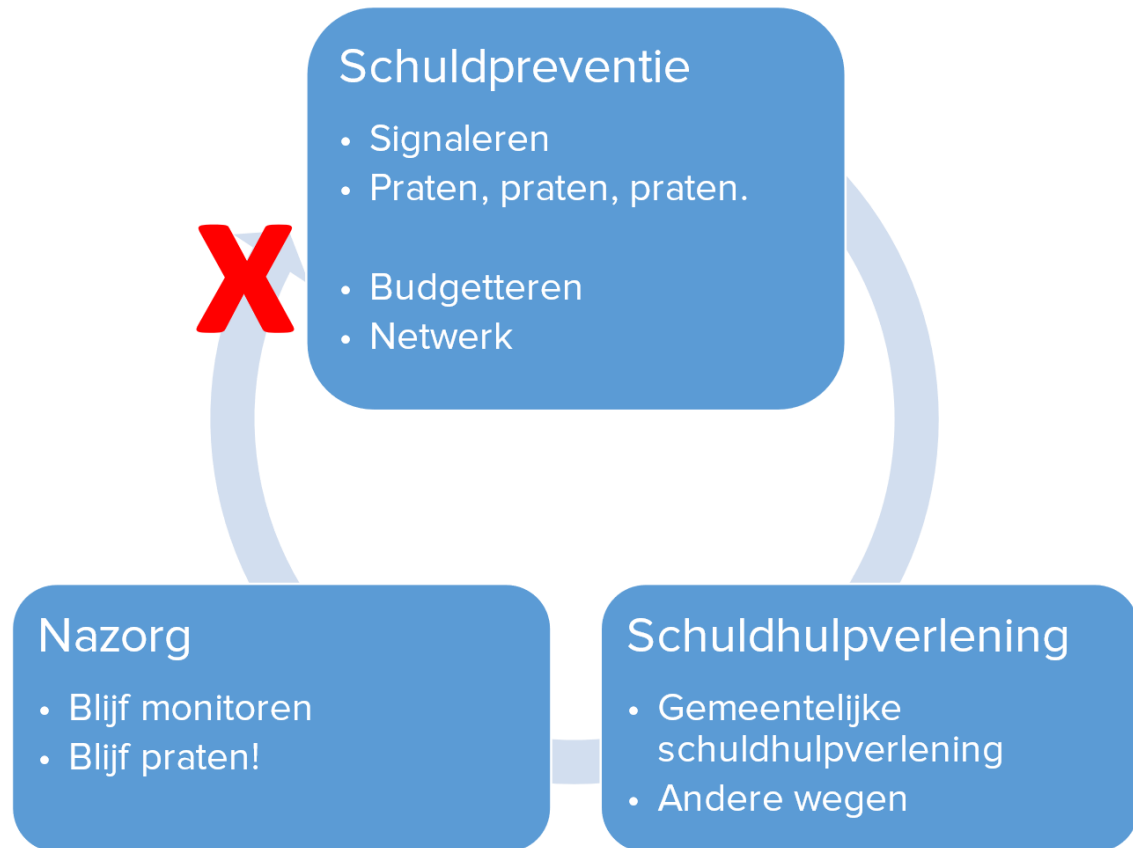 Schuldpreventie
• Signaleren
• Praten, praten, praten.
• Budgetteren
• Netwerk
X
Nazorg
• Blijf monitoren
• Blijf praten!
Schuldhulpverlening
• Gemeentelijke
schuldhulpverlening
• Andere wegen